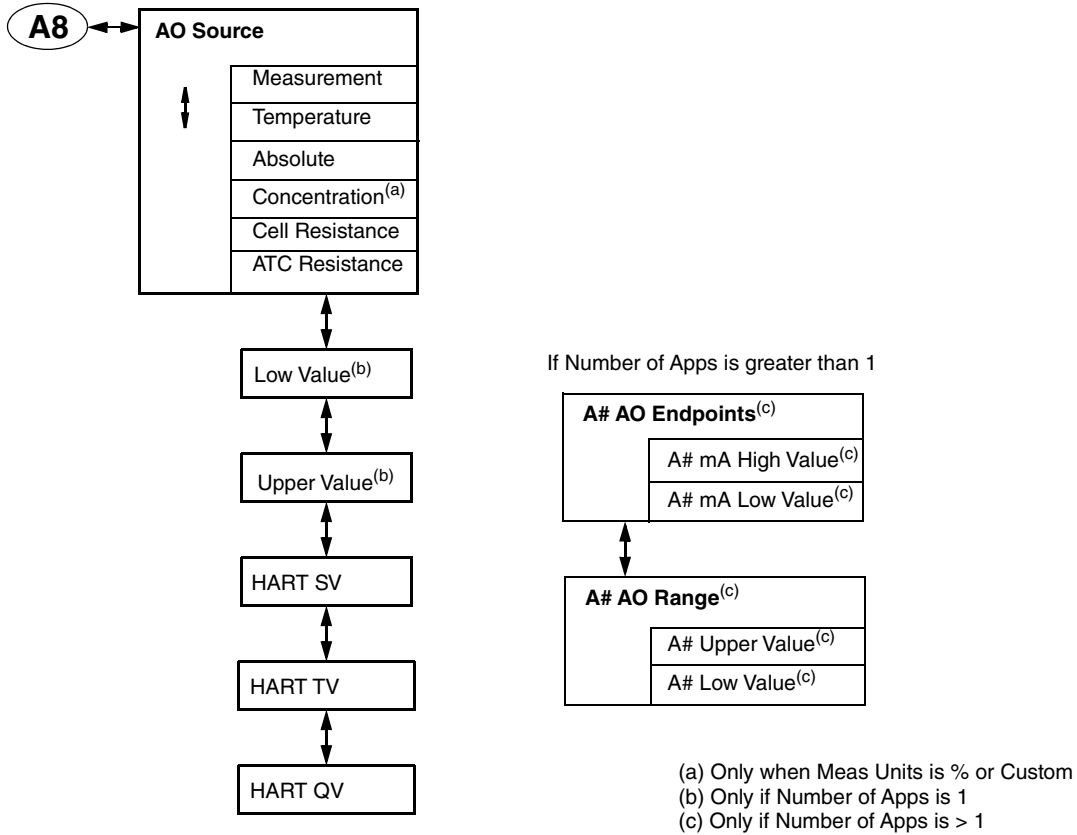 A8
AO Source
Measurement
Temperature
Absolute
Concentration(a)
Cell Resistance
ATC Resistance
Low Value(b)
Upper Value(b)
HART SV
HART TV
HART QV
If Number of Apps is greater than 1
A# AO Endpoints(c)
A# mA High Value(c)
A# mA Low Value(c)
A# AO Range(c)
A# Upper Value(c)
A# Low Value(c)
(a) Only when Meas Units is % or Custom
(b) Only if Number of Apps is 1
(c) Only if Number of Apps is > 1